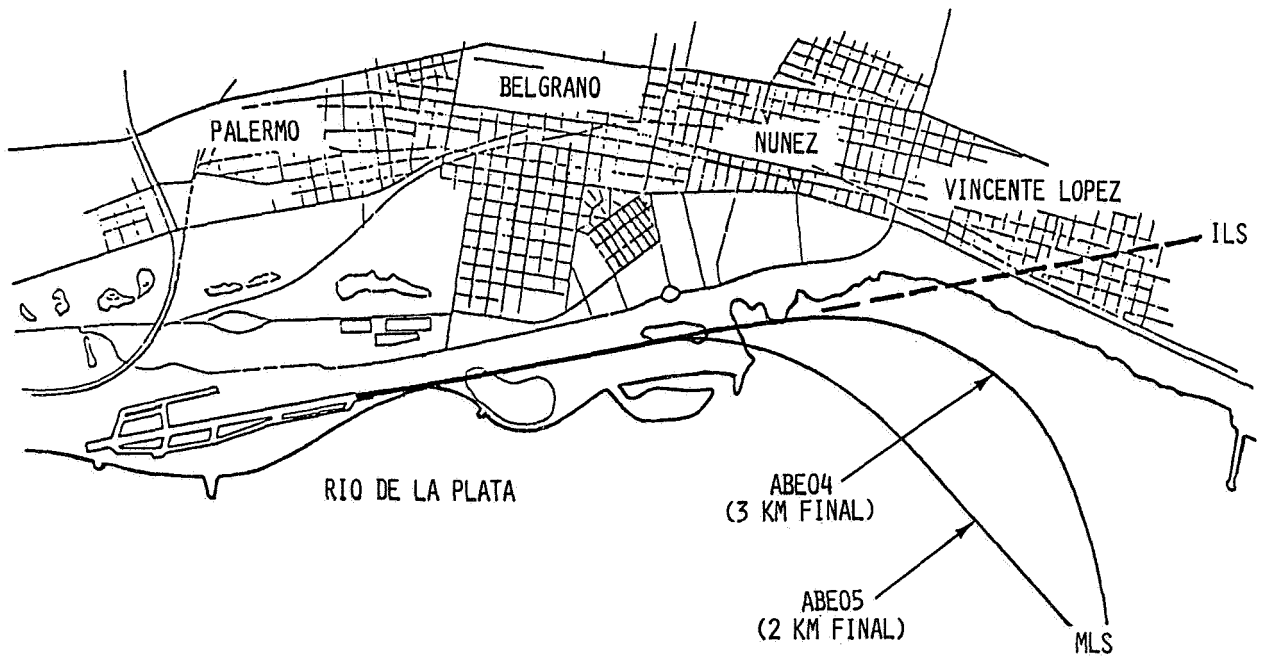 BELGRANO
PALERMO
NUNEZ
VINCENTE LOPEZ
ILS
RIO DE LA PLATA
ABE04
(3 KM FINAL)
ABE05
(2 KM FINAL)
MLS